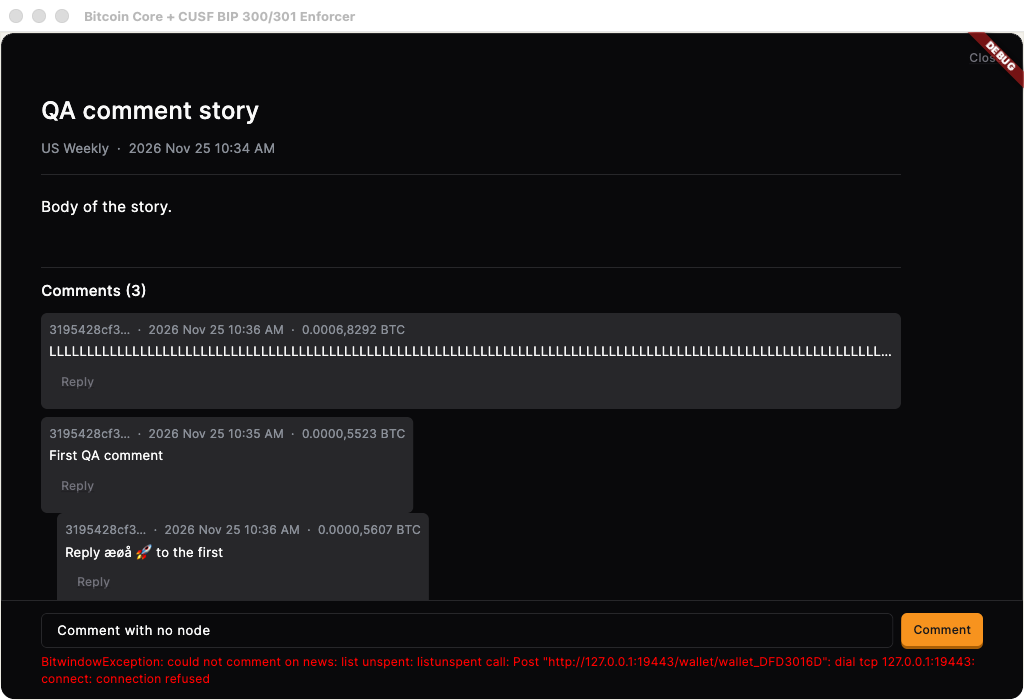 Bitcoin Core + CUSF BIP 300/301 Enforcer
Clos
DEBUG
QA comment story
US Weekly · 2026 Nov 25 10:34 AM
Body of the story.
Comments (3)
3195428cf3... · 2026 Nov 25 10:36 AM · 0.0006,8292 BTC
Reply
3195428cf3... · 2026 Nov 25 10:35 AM · 0.0000,5523 BTC
First QA comment
Reply
3195428cf3... · 2026 Nov 25 10:36 AM · 0.0000,5607 BTC
Reply æøå 🚀 to the first
Reply
Comment with no node
Comment
BitwindowException: could not comment on news: list unspent: listunspent call: Post "http://127.0.0.1:19443/wallet/wallet_DFD3016D": dial tcp 127.0.0.1:19443:
connect: connection refused